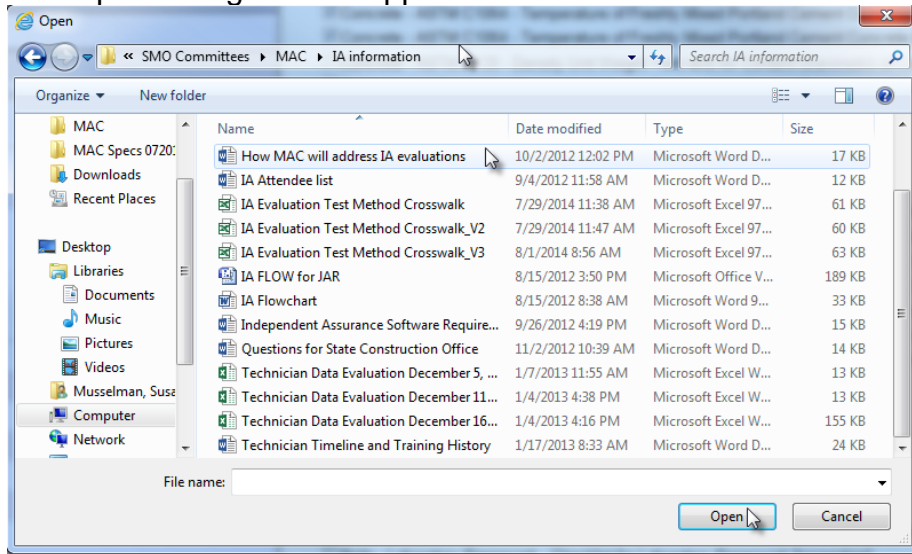 Open
« SMO Committees ▸ MAC ▸ IA information
Search IA information
Organize ▾ New folder
MAC
MAC Specs 0720
Downloads
Recent Places
Desktop
Libraries
Documents
Music
Pictures
Videos
Musselman, Susa
Computer
Network
Name Date modified Type Size
How MAC will address IA evaluations 10/2/2012 12:02 PM Microsoft Word D... 17 KB
IA Attendee list 9/4/2012 11:58 AM Microsoft Word D... 12 KB
IA Evaluation Test Method Crosswalk 7/29/2014 11:38 AM Microsoft Excel 97... 61 KB
IA Evaluation Test Method Crosswalk_V2 7/29/2014 11:47 AM Microsoft Excel 97... 60 KB
IA Evaluation Test Method Crosswalk_V3 8/1/2014 8:56 AM Microsoft Excel 97... 63 KB
IA FLOW for JAR 8/15/2012 3:50 PM Microsoft Office V... 189 KB
IA Flowchart 8/15/2012 8:38 AM Microsoft Word 9... 33 KB
Independent Assurance Software Require... 9/26/2012 4:19 PM Microsoft Word D... 15 KB
Questions for State Construction Office 11/2/2012 10:39 AM Microsoft Word D... 14 KB
Technician Data Evaluation December 5, ... 1/7/2013 11:55 AM Microsoft Excel W... 13 KB
Technician Data Evaluation December 11... 1/4/2013 4:38 PM Microsoft Excel W... 13 KB
Technician Data Evaluation December 16... 1/4/2013 4:16 PM Microsoft Excel W... 155 KB
Technician Timeline and Training History 1/17/2013 8:33 AM Microsoft Word D... 24 KB
File name:
Open Cancel